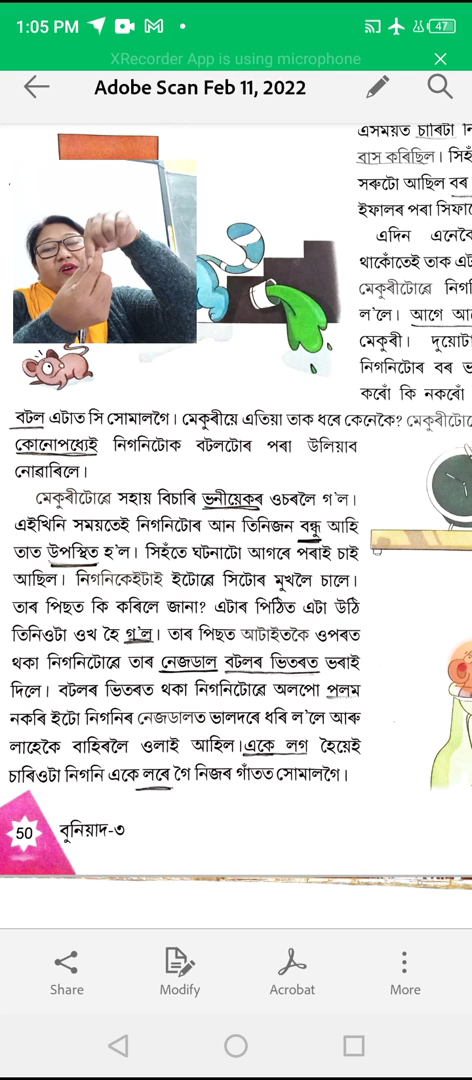 1:05 PM
47
XRecorder App is using microphone
Adobe Scan Feb 11, 2022
এসময়ত চাৰিটা নি
বাস কৰিছিল। সিহঁ
সৰুটো আছিল বৰ
ইফালৰ পৰা সিফাে
এদিন এনেকৈ
থাকোঁতেই তাক এট
মেকুৰীটোৱে নিগ
ল'লে। আগে আ
মেকুৰী। দুয়োট
নিগনিটোৰ বৰ ভ
কৰোঁ কি নকৰোঁ
বটল এটাত সি সোমালগৈ। মেকুৰীয়ে এতিয়া তাক ধৰে কেনেকৈ? মেকুৰীটোৱে
কোনোপধ্যেই নিগনিটোক বটলটোৰ পৰা উলিয়াব
নোৱাৰিলে।
মেকুৰীটোৱে সহায় বিচাৰি ভনীয়েকৰ ওচৰলৈ গ'ল।
এইখিনি সময়তেই নিগনিটোৰ আন তিনিজন বন্ধু আহি
তাত উপস্থিত হ'ল। সিহঁতে ঘটনাটো আগৰে পৰাই চাই
আছিল। নিগনিকেইটাই ইটোৱে সিটোৰ মুখলৈ চালে।
তাৰ পিছত কি কৰিলে জানা? এটাৰ পিঠিত এটা উঠি
তিনিওটা ওখ হৈ গ'ল। তাৰ পিছত আটাইতকৈ ওপৰত
থকা নিগনিটোৱে তাৰ নেজডাল বটলৰ ভিতৰত ভৰাই
দিলে। বটলৰ ভিতৰত থকা নিগনিটোৱে অলপো পলম
নকৰি ইটো নিগনিৰ নেজডালত ভালদৰে ধৰি ল'লে আৰু
লাহেকৈ বাহিৰলৈ ওলাই আহিল। একে লগ হৈয়েই
চাৰিওটা নিগনি একে লৰে গৈ নিজৰ গাঁতত সোমালগৈ।
50 বুনিয়াদ-৩
Share Modify Acrobat More